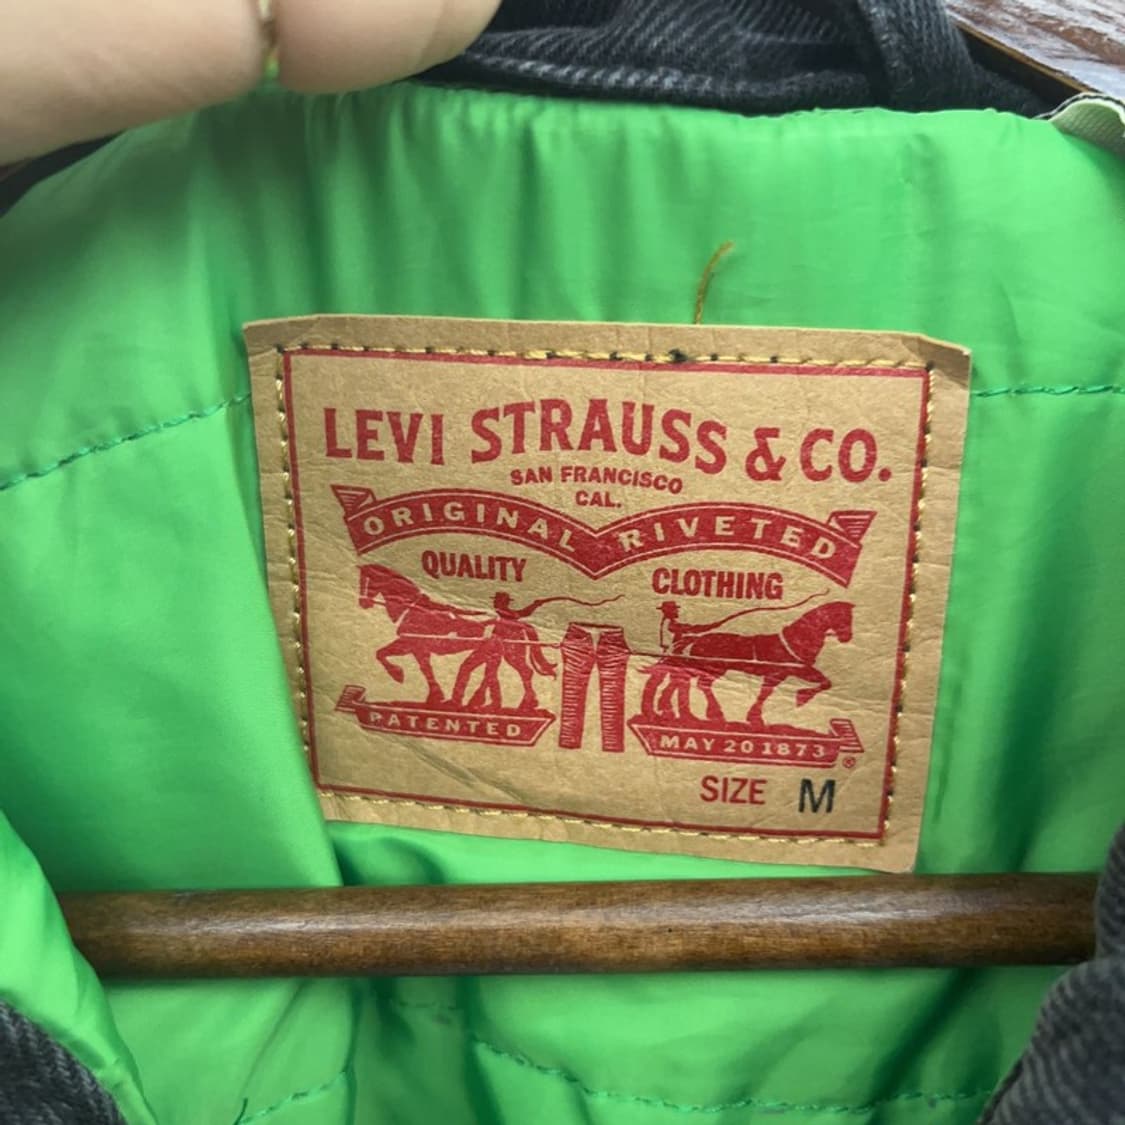 LEVI STRAUSS & CO.
SAN FRANCISCO
CAL.
ORIGINAL RIVETED
QUALITY CLOTHING
PATENTED MAY 20 1873 ®
SIZE M